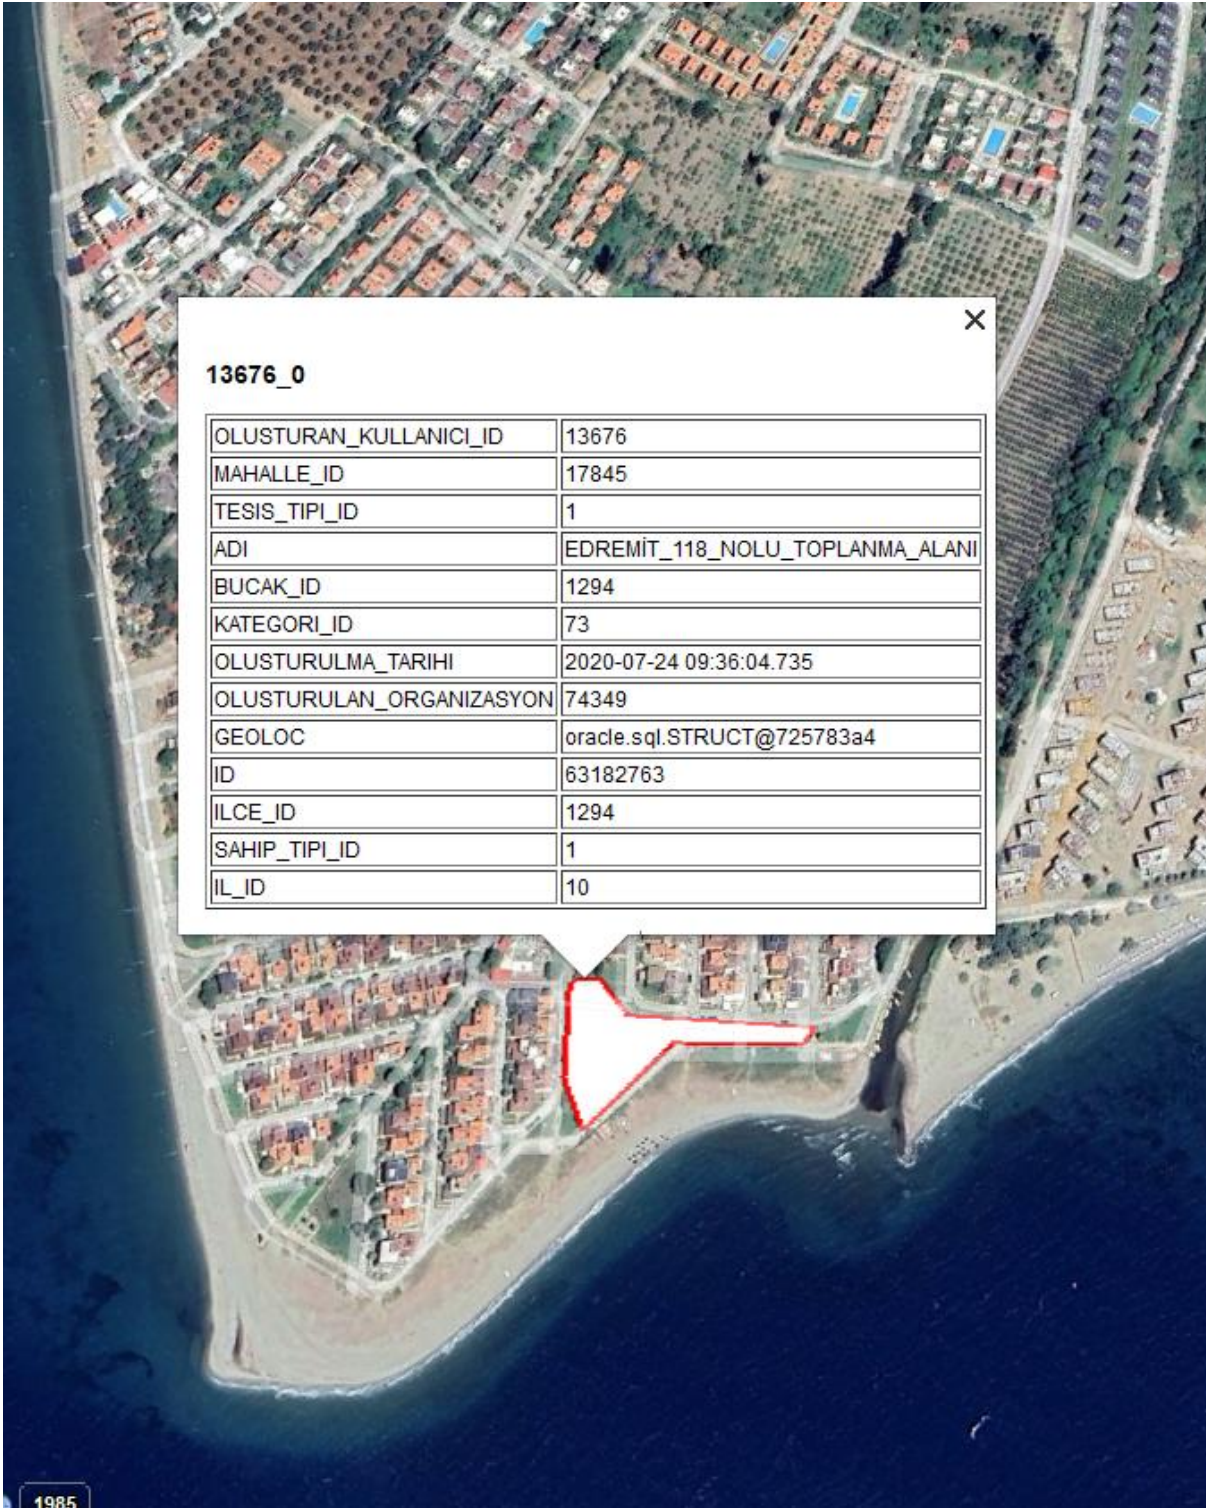 13676_0
OLUSTURAN_KULLANICI_ID 13676
MAHALLE_ID 17845
TESIS_TIPI_ID 1
ADI EDREMİT_118_NOLU_TOPLANMA_ALANI
BUCAK_ID 1294
KATEGORI_ID 73
OLUSTURULMA_TARIHI 2020-07-24 09:36:04.735
OLUSTURULAN_ORGANIZASYON 74349
GEOLOC oracle.sql.STRUCT@725783a4
ID 63182763
ILCE_ID 1294
SAHIP_TIPI_ID 1
IL_ID 10
1985